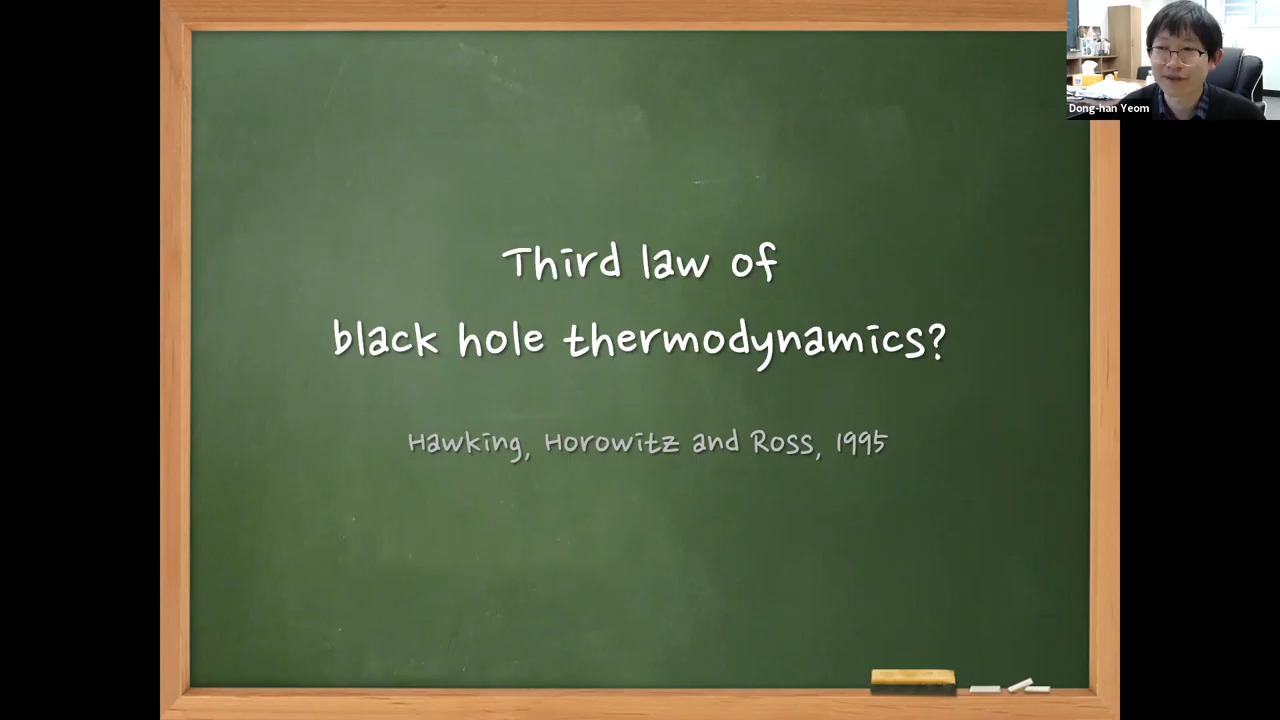 Third law of
black hole thermodynamics?
Hawking, Horowitz and Ross, 1995
Dong-han Yeom